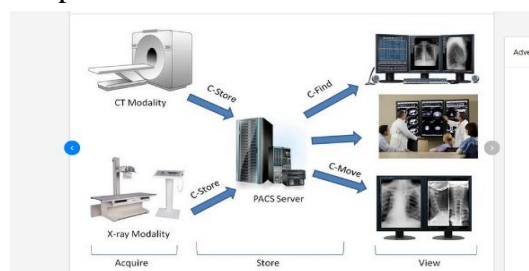 C-Store
C-Find
CT Modality
C-Store
C-Move
PACS Server
X-ray Modality
Acquire
Store
View
Adve